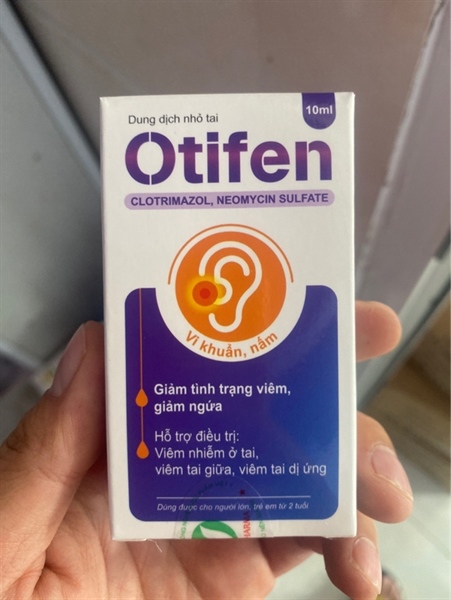 Dung dịch nhỏ tai
10ml
Otifen
CLOTRIMAZOL, NEOMYCIN SULFATE
Vi khuẩn, nấm
Giảm tình trạng viêm,
giảm ngứa
Hỗ trợ điều trị:
Viêm nhiễm ở tai,
viêm tai giữa, viêm tai dị ứng
Dùng được cho người lớn, trẻ em từ 2 tuổi